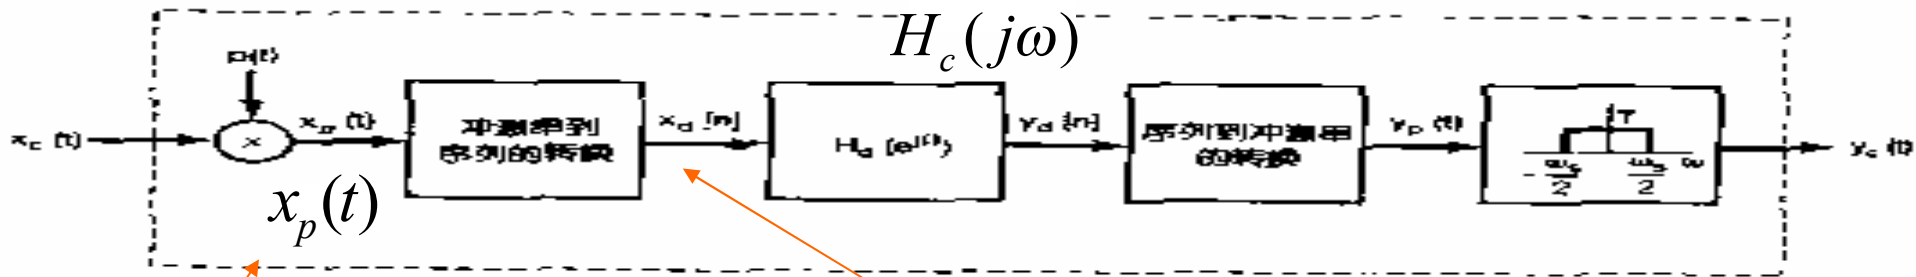 H_c(jω)
p(t)
x_c(t)
×
x_p(t)
冲激串到
序列的转换
x_d[n]
H_d(e^{jΩ})
y_d[n]
序列到冲激串
的转换
y_p(t)
T
-ω_s/2
ω_s/2
ω
y_c(t)
x_p(t)